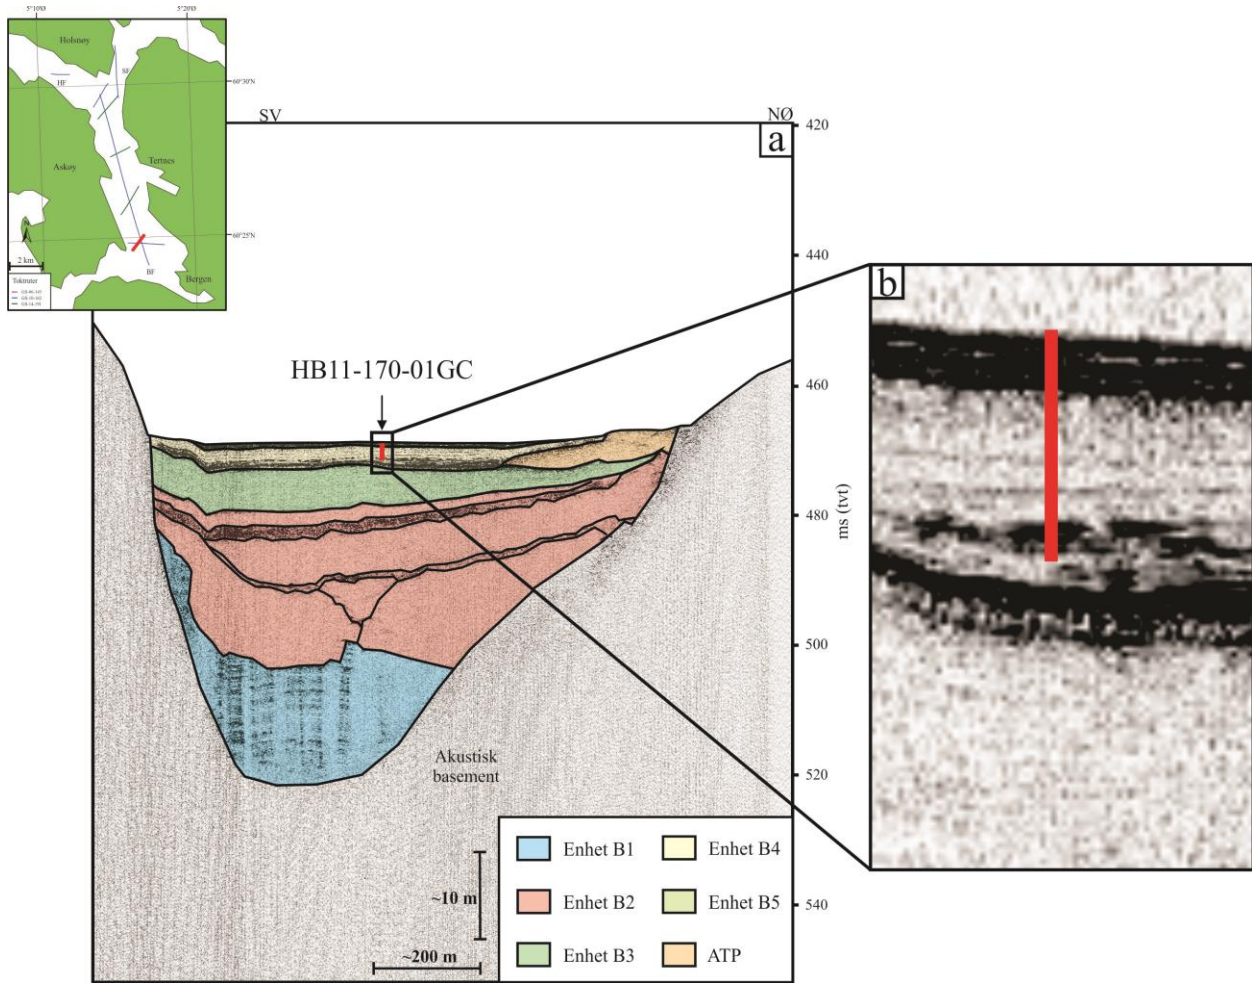 5°10'Ø
5°20'Ø
Holsnøy
SF
HF
60°30'N
Askøy
Tertnes
N
60°25'N
2 km
BF
Bergen
Toktruter
SV
NØ
a
420
440
460
480
500
520
540
ms (tvt)
HB11-170-01GC
b
Akustisk
basement
~10 m
~200 m
Enhet B1
Enhet B4
Enhet B2
Enhet B5
Enhet B3
ATP